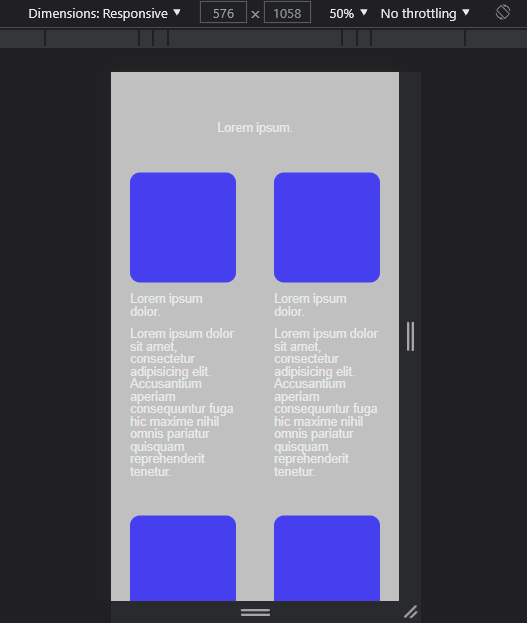 Dimensions: Responsive 576 × 1058 50% No throttling
Lorem ipsum.
Lorem ipsum
dolor.
Lorem ipsum dolor
sit amet,
consectetur
adipisicing elit.
Accusantium
aperiam
consequuntur fuga
hic maxime nihil
omnis pariatur
quisquam
reprehenderit
tenetur.
Lorem ipsum
dolor.
Lorem ipsum dolor
sit amet,
consectetur
adipisicing elit.
Accusantium
aperiam
consequuntur fuga
hic maxime nihil
omnis pariatur
quisquam
reprehenderit
tenetur.